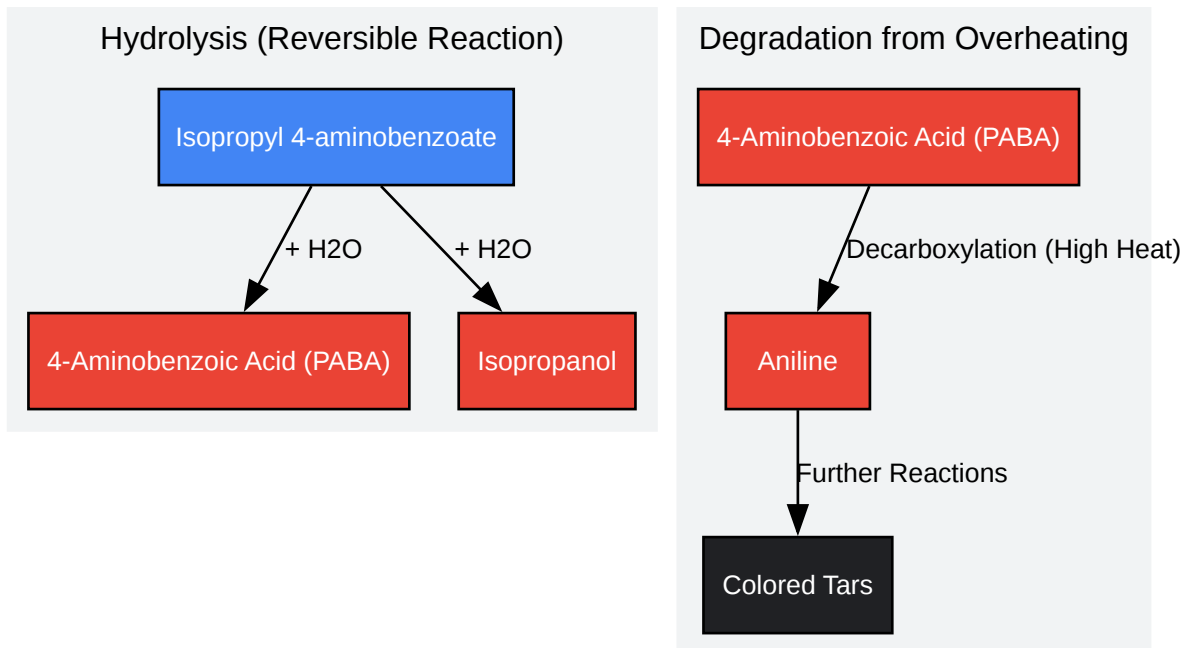 Hydrolysis (Reversible Reaction)
Isopropyl 4-aminobenzoate
+ H2O
+ H2O
4-Aminobenzoic Acid (PABA)
Isopropanol
Degradation from Overheating
4-Aminobenzoic Acid (PABA)
Decarboxylation (High Heat)
Aniline
Further Reactions
Colored Tars